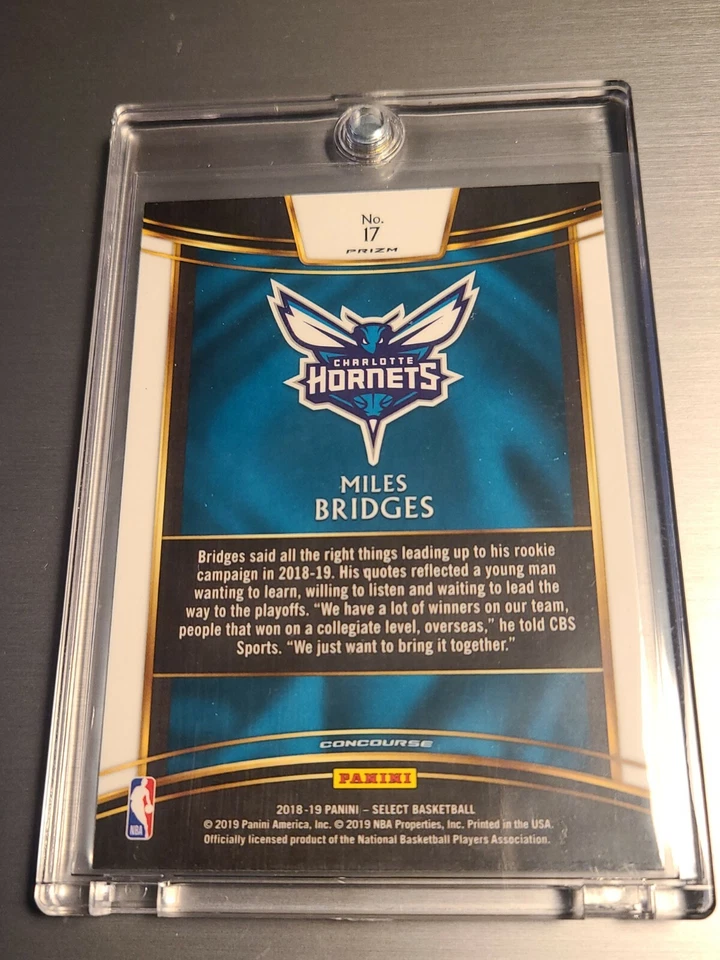 No.
17
PRIZM
CHARLOTTE
HORNETS
MILES
BRIDGES
Bridges said all the right things leading up to his rookie
campaign in 2018-19. His quotes reflected a young man
wanting to learn, willing to listen and waiting to lead the
way to the playoffs. “We have a lot of winners on our team,
people that won on a collegiate level, overseas,” he told CBS
Sports. “We just want to bring it together.”
CONCOURSE
PANINI
NBA
2018-19 PANINI – SELECT BASKETBALL
© 2019 Panini America, Inc. © 2019 NBA Properties, Inc. Printed in the USA.
Officially licensed product of the National Basketball Players Association.